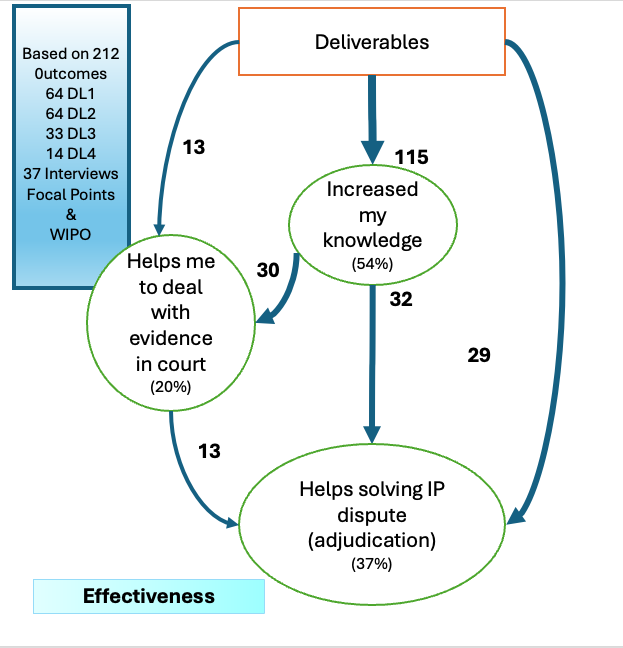 Deliverables
Based on 212
0utcomes
64 DL1
64 DL2
33 DL3
14 DL4
37 Interviews
Focal Points
&
WIPO
13
115
Increased
my
knowledge
(54%)
30
32
Helps me
to deal
with
evidence
in court
(20%)
29
13
Helps solving IP
dispute
(adjudication)
(37%)
Effectiveness